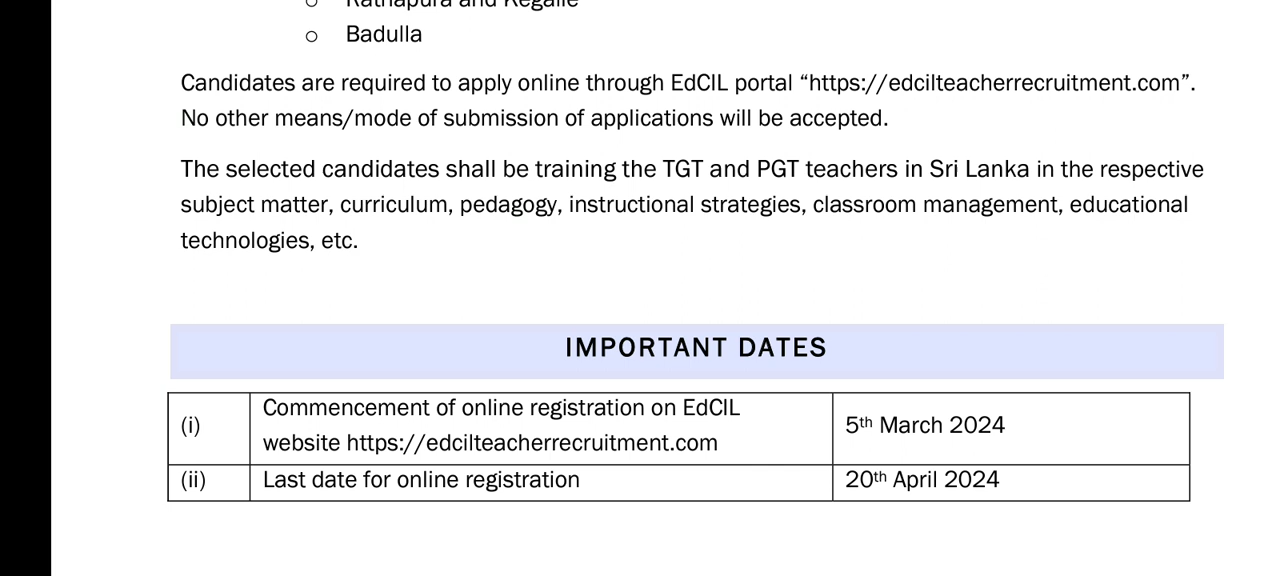 ○ Rathapura and Kegalle
○ Badulla
Candidates are required to apply online through EdCIL portal “https://edcilteacherrecruitment.com”.
No other means/mode of submission of applications will be accepted.
The selected candidates shall be training the TGT and PGT teachers in Sri Lanka in the respective
subject matter, curriculum, pedagogy, instructional strategies, classroom management, educational
technologies, etc.
IMPORTANT DATES
(i) Commencement of online registration on EdCIL
website https://edcilteacherrecruitment.com 5th March 2024
(ii) Last date for online registration 20th April 2024